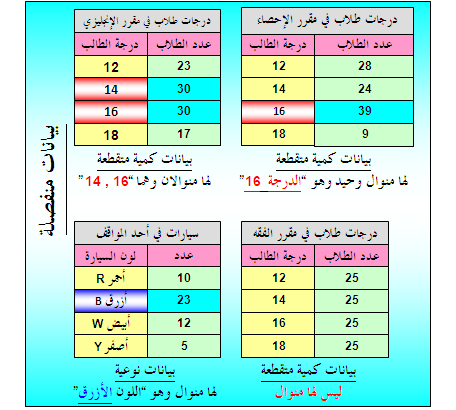 بيانات منفصلة
درجات طلاب في مقرر الإحصاء
درجة الطالب عدد الطلاب
12 28
14 24
16 39
18 9
بيانات كمية متقطعة
لها منوال وحيد وهو “الدرجة 16”
درجات طلاب في مقرر الإنجليزي
درجة الطالب عدد الطلاب
12 23
14 30
16 30
18 17
بيانات كمية متقطعة
لها منوالان وهما “16 , 14”
درجات طلاب في مقرر الفقه
درجة الطالب عدد الطلاب
12 25
14 25
16 25
18 25
بيانات كمية متقطعة
ليس لها منوال
سيارات في أحد المواقف
لون السيارة عدد
أحمر R 10
أزرق B 23
أبيض W 12
أصفر Y 5
بيانات نوعية
لها منوال وهو “اللون الأزرق”